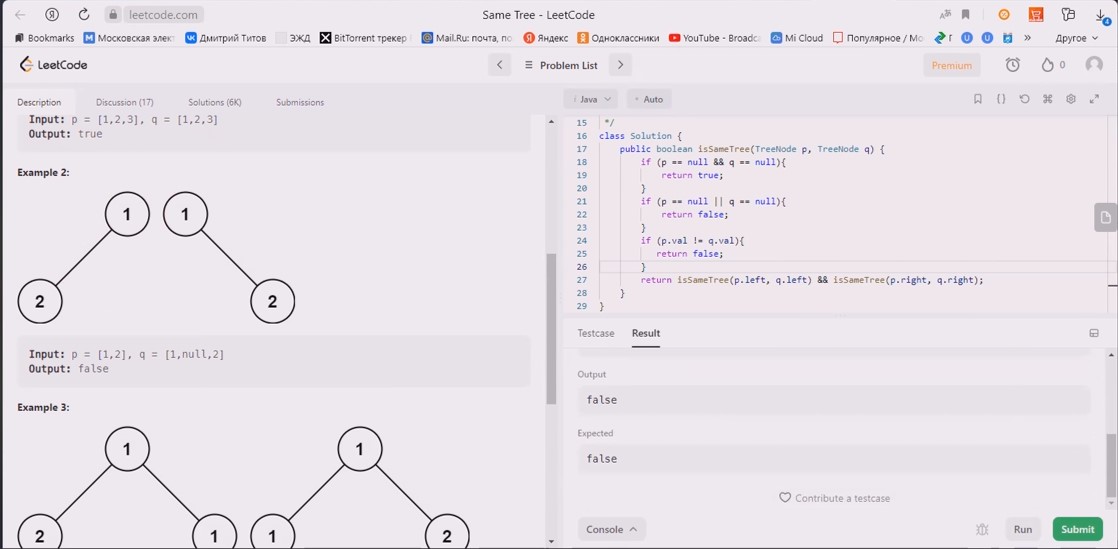 leetcode.com
Same Tree - LeetCode
Bookmarks
Московская элект
Дмитрий Титов
ЭЖД
BitTorrent трекер
Mail.Ru: почта, по
Яндекс
Одноклассники
YouTube - Broadca
Mi Cloud
Популярное / Мо
Другое
LeetCode
Problem List
Premium
0
Description
Discussion (17)
Solutions (6K)
Submissions
Input: p = [1,2,3], q = [1,2,3]
Output: true
Example 2:
1 1
2 2
Input: p = [1,2], q = [1,null,2]
Output: false
Example 3:
1 1
2 1 1 2
Java
Auto
15 */
16 class Solution {
17 public boolean isSameTree(TreeNode p, TreeNode q) {
18 if (p == null && q == null){
19 return true;
20 }
21 if (p == null || q == null){
22 return false;
23 }
24 if (p.val != q.val){
25 return false;
26 }
27 return isSameTree(p.left, q.left) && isSameTree(p.right, q.right);
28 }
29 }
Testcase
Result
Output
false
Expected
false
Contribute a testcase
Console
Run
Submit